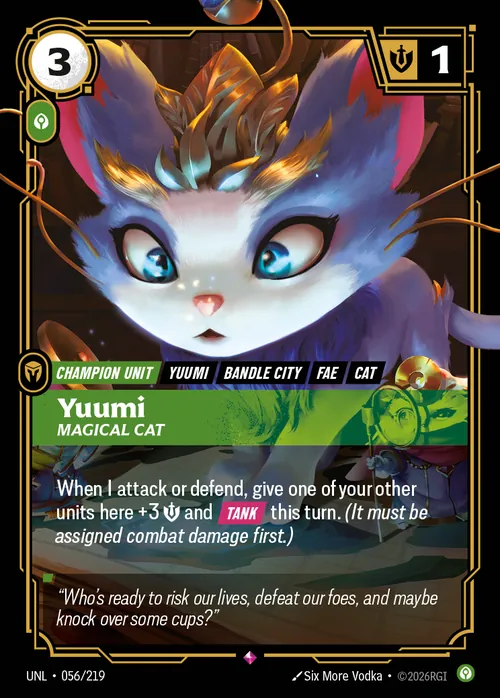 3
1
CHAMPION UNIT YUUMI BANDLE CITY FAE CAT
Yuumi
MAGICAL CAT
When I attack or defend, give one of your other
units here +3 and TANK this turn. (It must be
assigned combat damage first.)
“Who’s ready to risk our lives, defeat our foes, and maybe
knock over some cups?”
UNL • 056/219
Six More Vodka • ©2026RGI